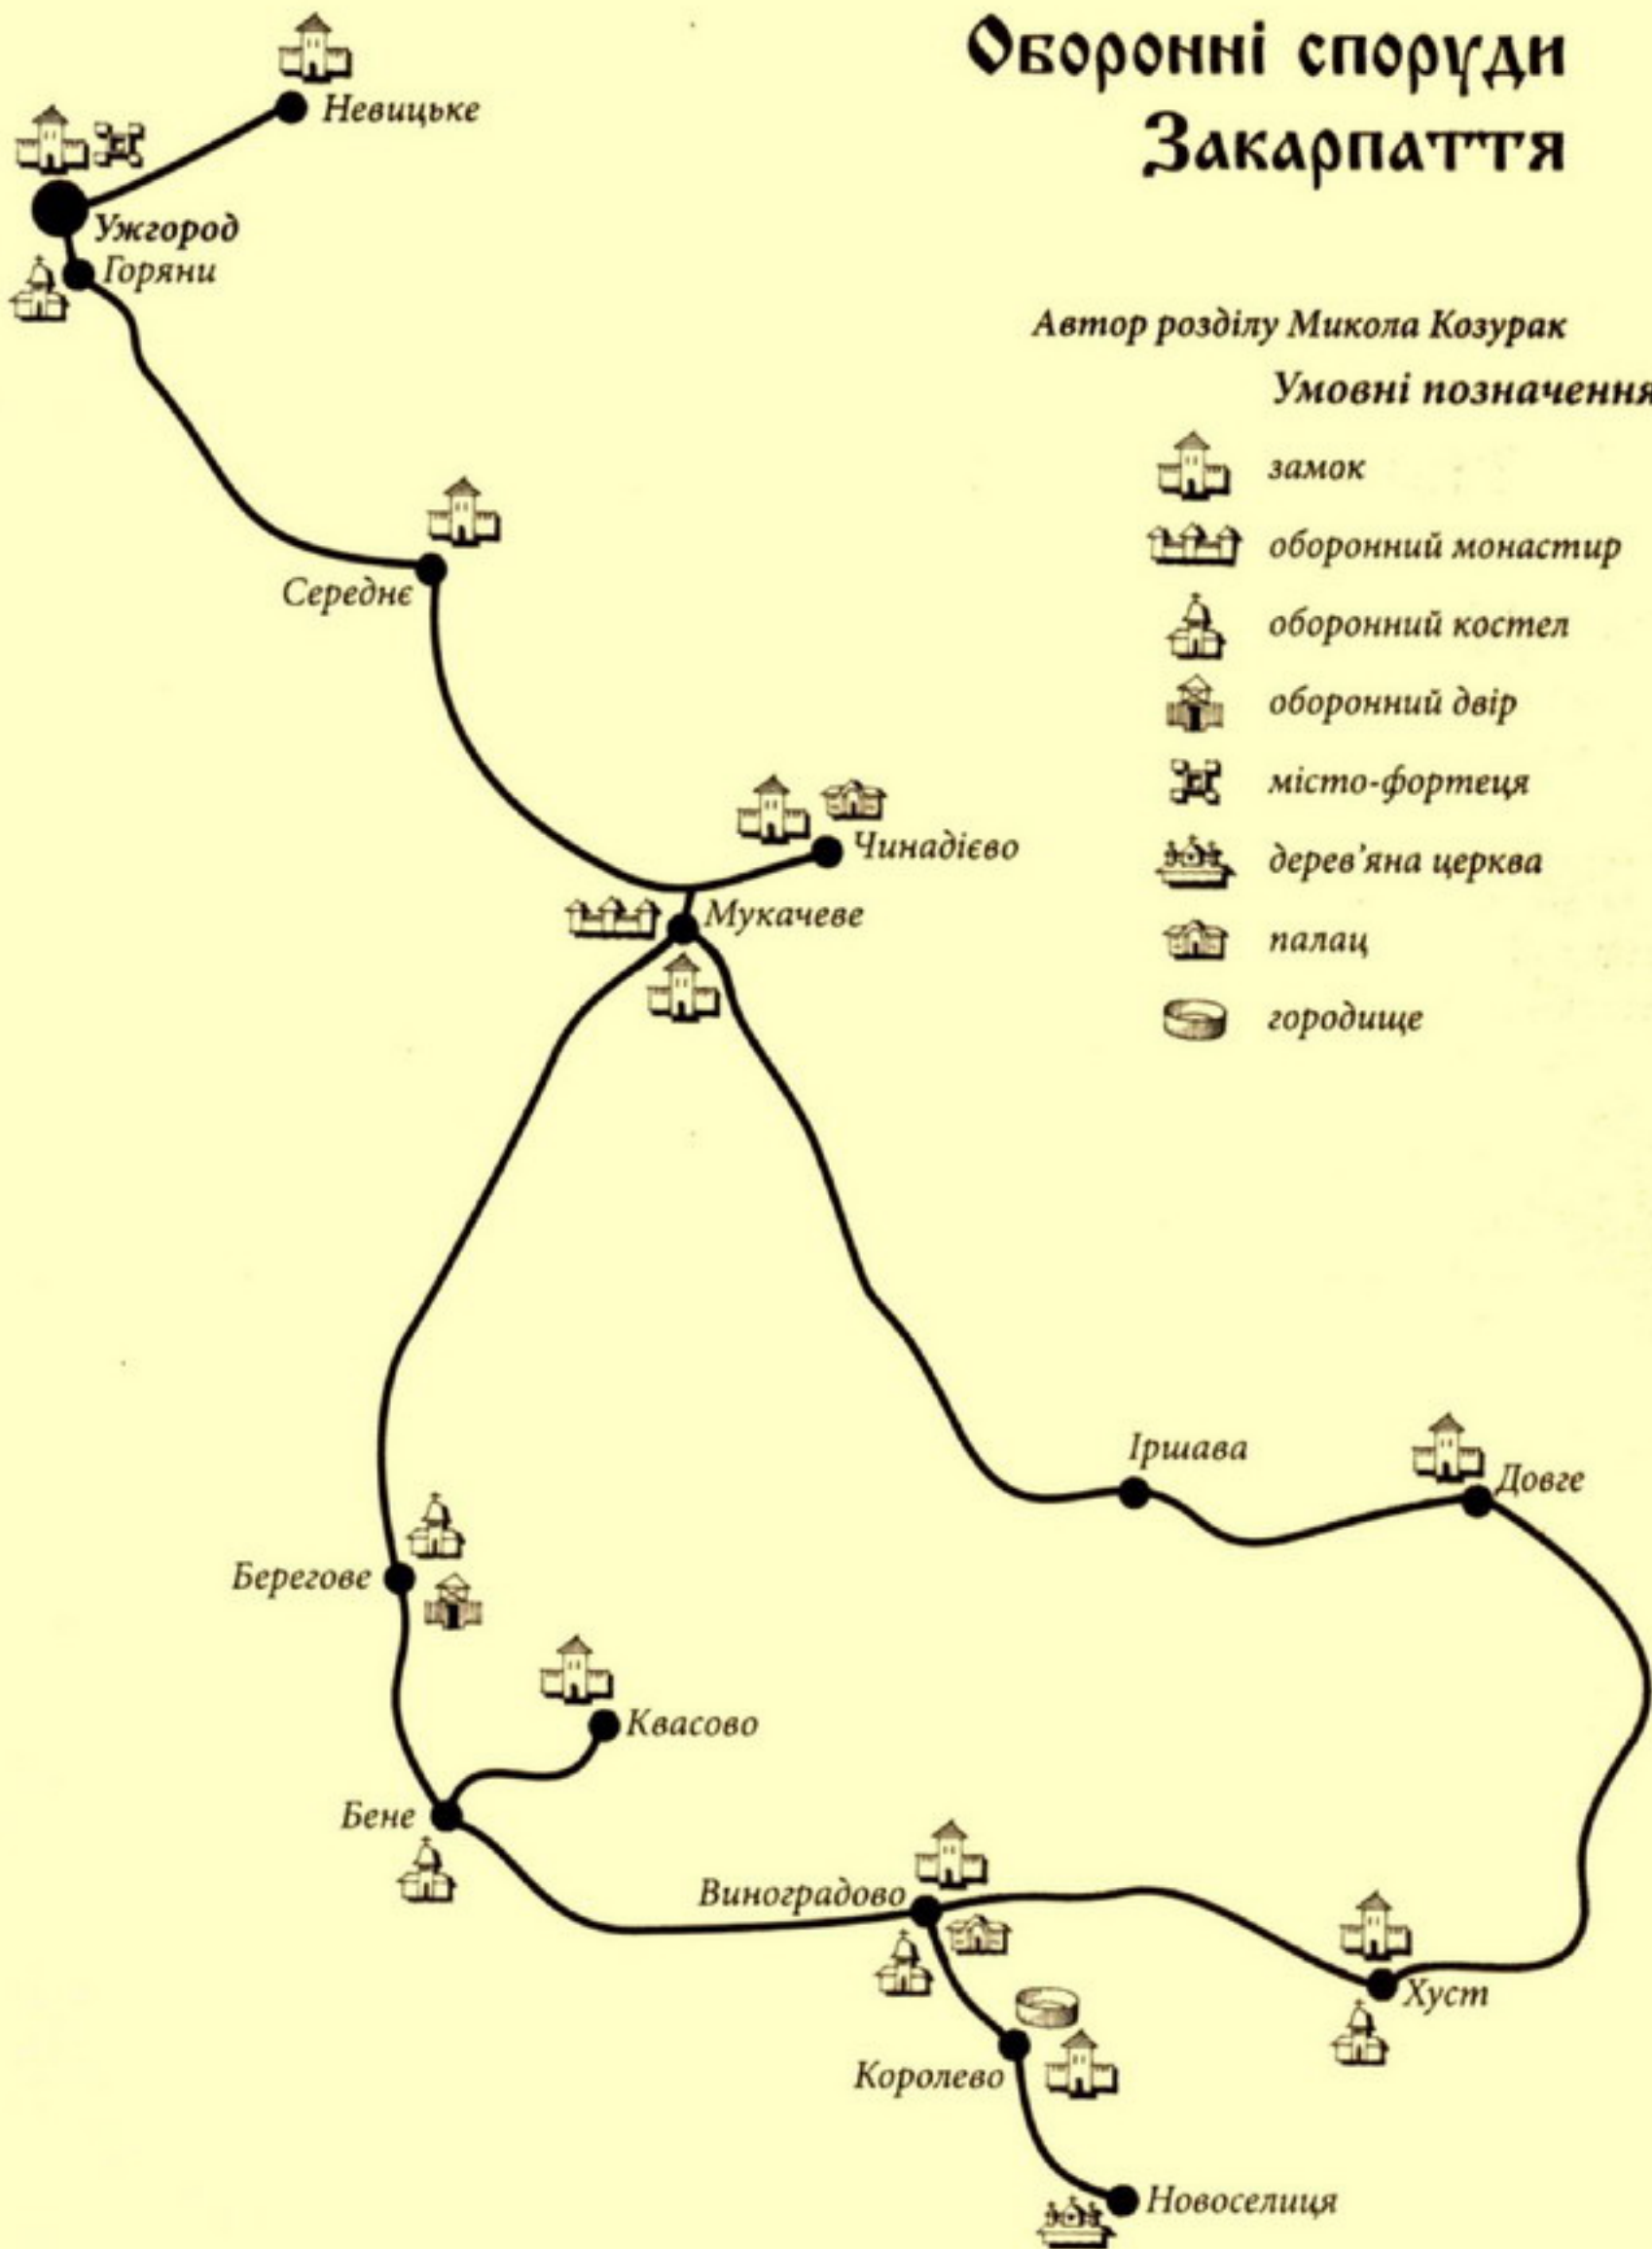 Оборонні споруди
Закарпаття
Невицьке
Ужгород
Горяни
Автор розділу Микола Козурак
Умовні позначення
замок
оборонний монастир
оборонний костел
оборонний двір
місто-фортеця
дерев'яна церква
палац
городище
Середнє
Чинадієво
Мукачеве
Іршава
Довге
Берегове
Квасово
Бене
Виноградово
Хуст
Королево
Новоселиця